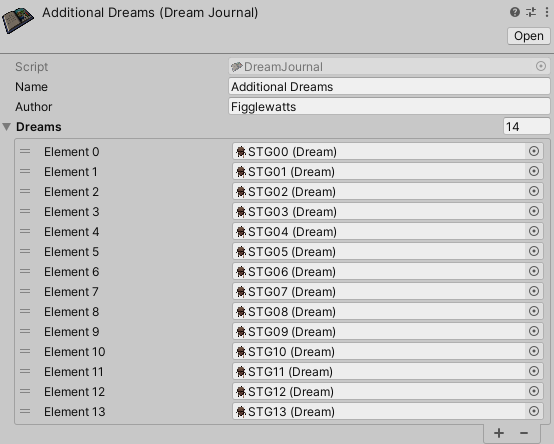 Additional Dreams (Dream Journal)
Open
Script DreamJournal
Name Additional Dreams
Author Figglewatts
Dreams 14
Element 0 STG00 (Dream)
Element 1 STG01 (Dream)
Element 2 STG02 (Dream)
Element 3 STG03 (Dream)
Element 4 STG04 (Dream)
Element 5 STG05 (Dream)
Element 6 STG06 (Dream)
Element 7 STG07 (Dream)
Element 8 STG08 (Dream)
Element 9 STG09 (Dream)
Element 10 STG10 (Dream)
Element 11 STG11 (Dream)
Element 12 STG12 (Dream)
Element 13 STG13 (Dream)